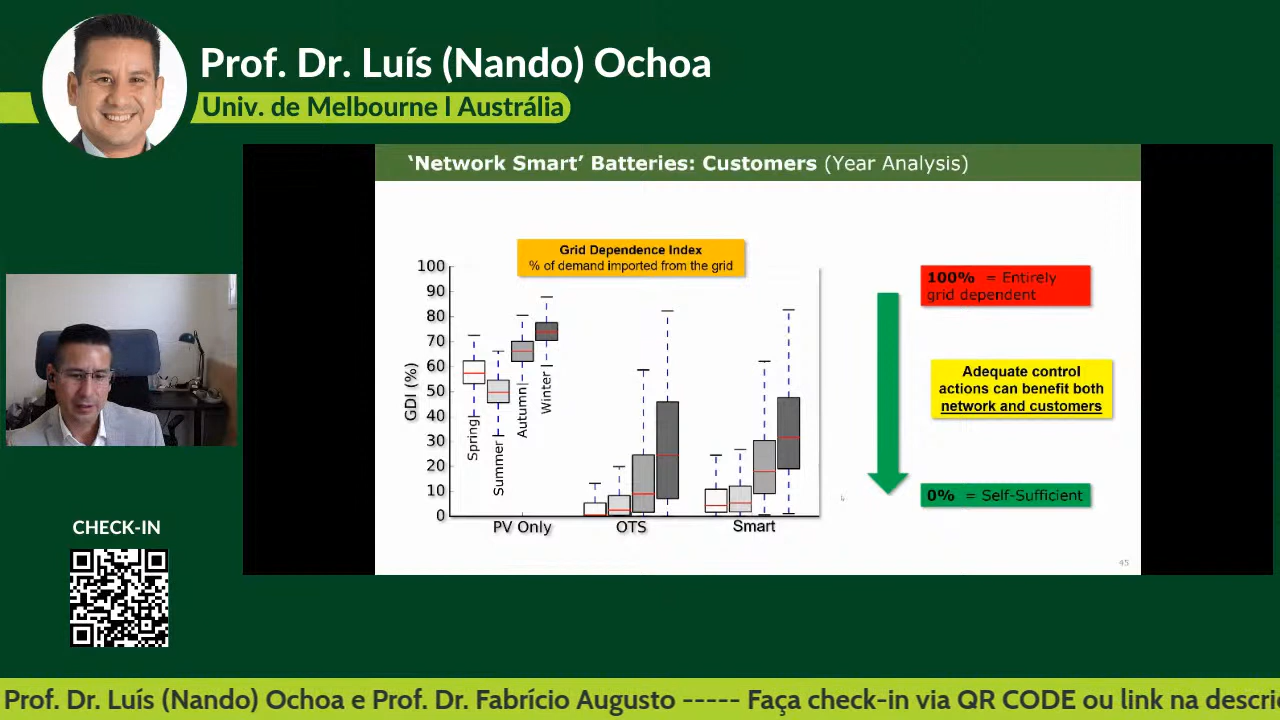 Prof. Dr. Luís (Nando) Ochoa
Univ. de Melbourne l Austrália
‘Network Smart’ Batteries: Customers (Year Analysis)
Grid Dependence Index
% of demand imported from the grid
100
90
80
70
60
50
40
30
20
10
0
GDI (%)
Spring
Summer
Autumn
Winter
PV Only
OTS
Smart
100% = Entirely
grid dependent
Adequate control
actions can benefit both
network and customers
0% = Self-Sufficient
45
CHECK-IN
Prof. Dr. Luís (Nando) Ochoa e Prof. Dr. Fabrício Augusto ----- Faça check-in via QR CODE ou link na descri